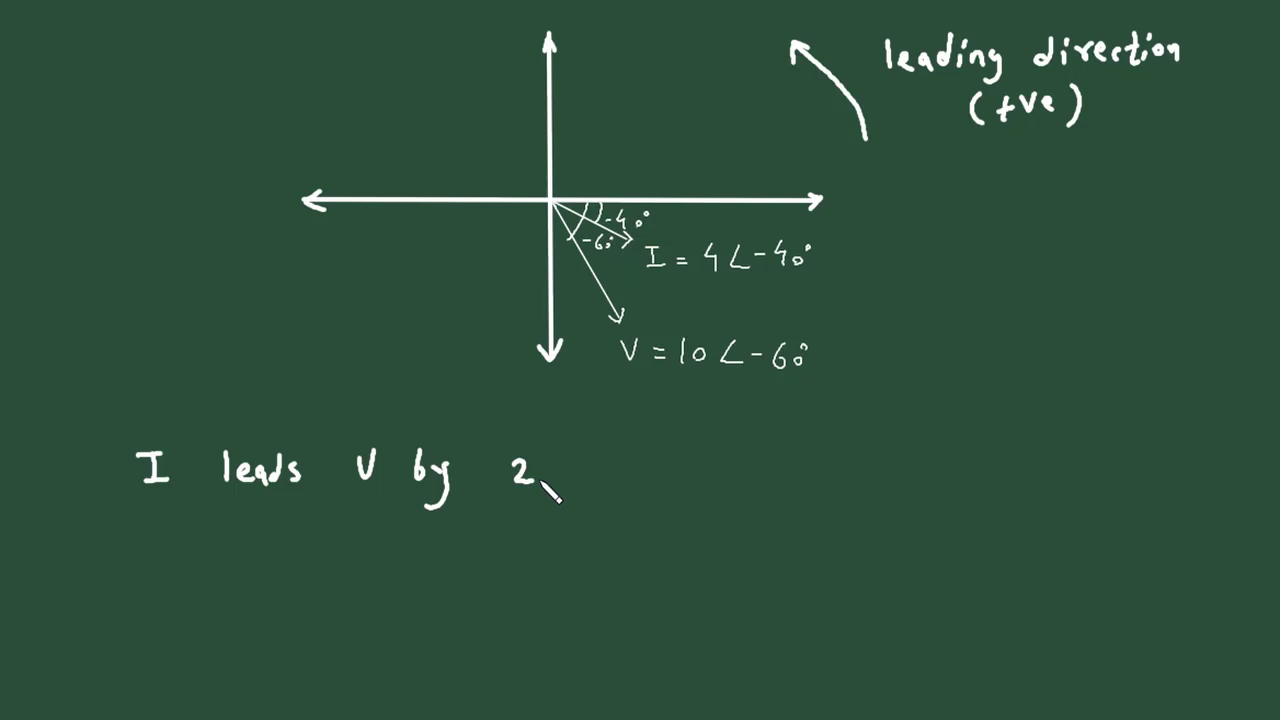 leading direction
(+ve)
-40°
-60°
I = 4∠-40°
V = 10∠-60°
I leads V by 2